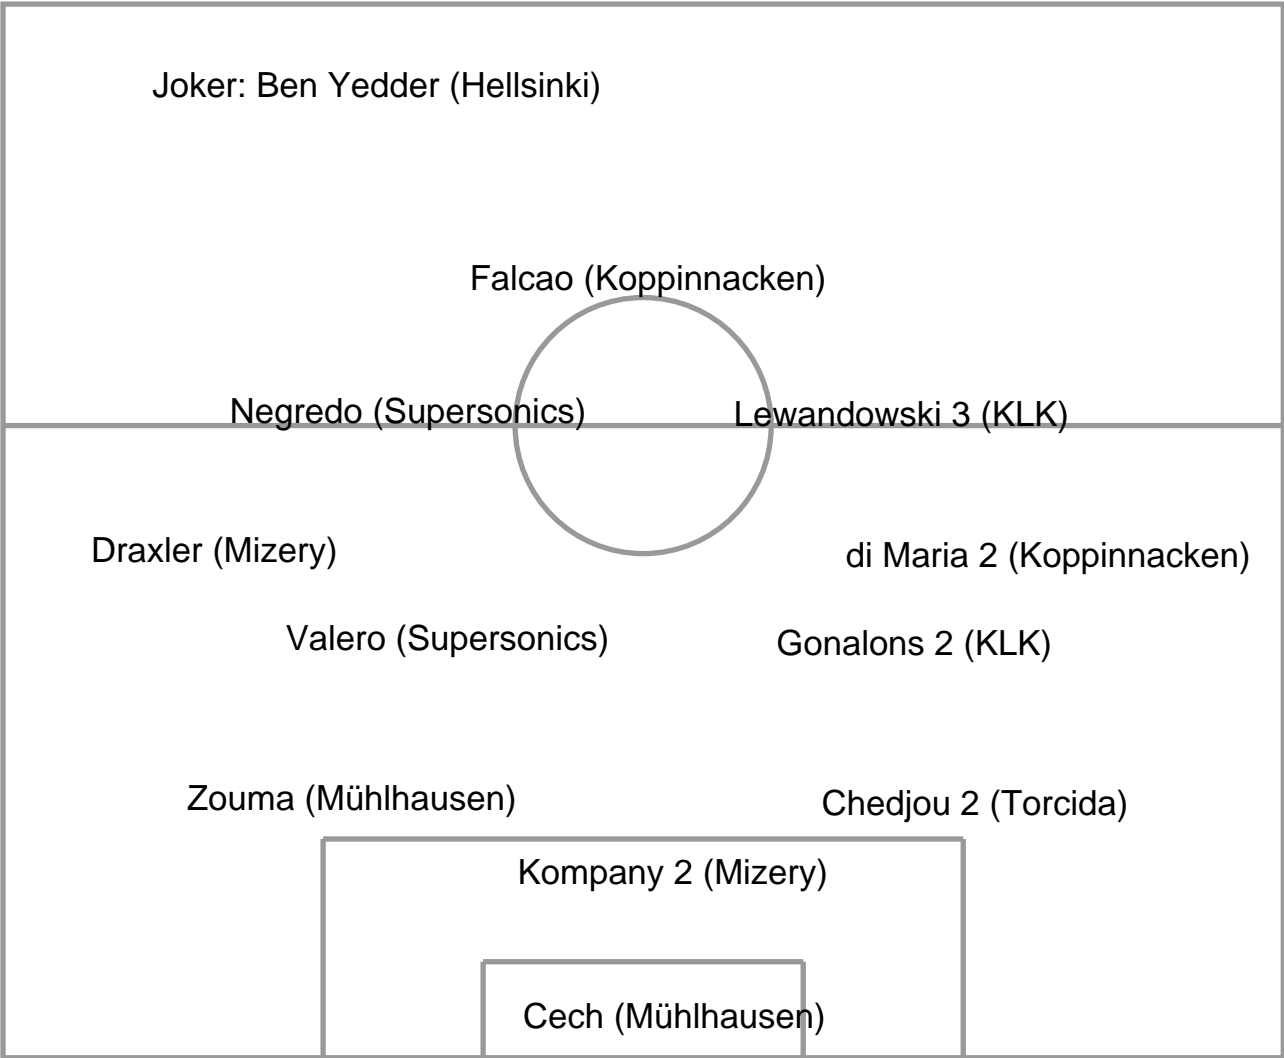 Joker: Ben Yedder (Hellsinki)
Falcao (Koppinnacken)
Negredo (Supersonics)
Lewandowski 3 (KLK)
Draxler (Mizery)
di Maria 2 (Koppinnacken)
Valero (Supersonics)
Gonalons 2 (KLK)
Zouma (Mühlhausen)
Chedjou 2 (Torcida)
Kompany 2 (Mizery)
Cech (Mühlhausen)